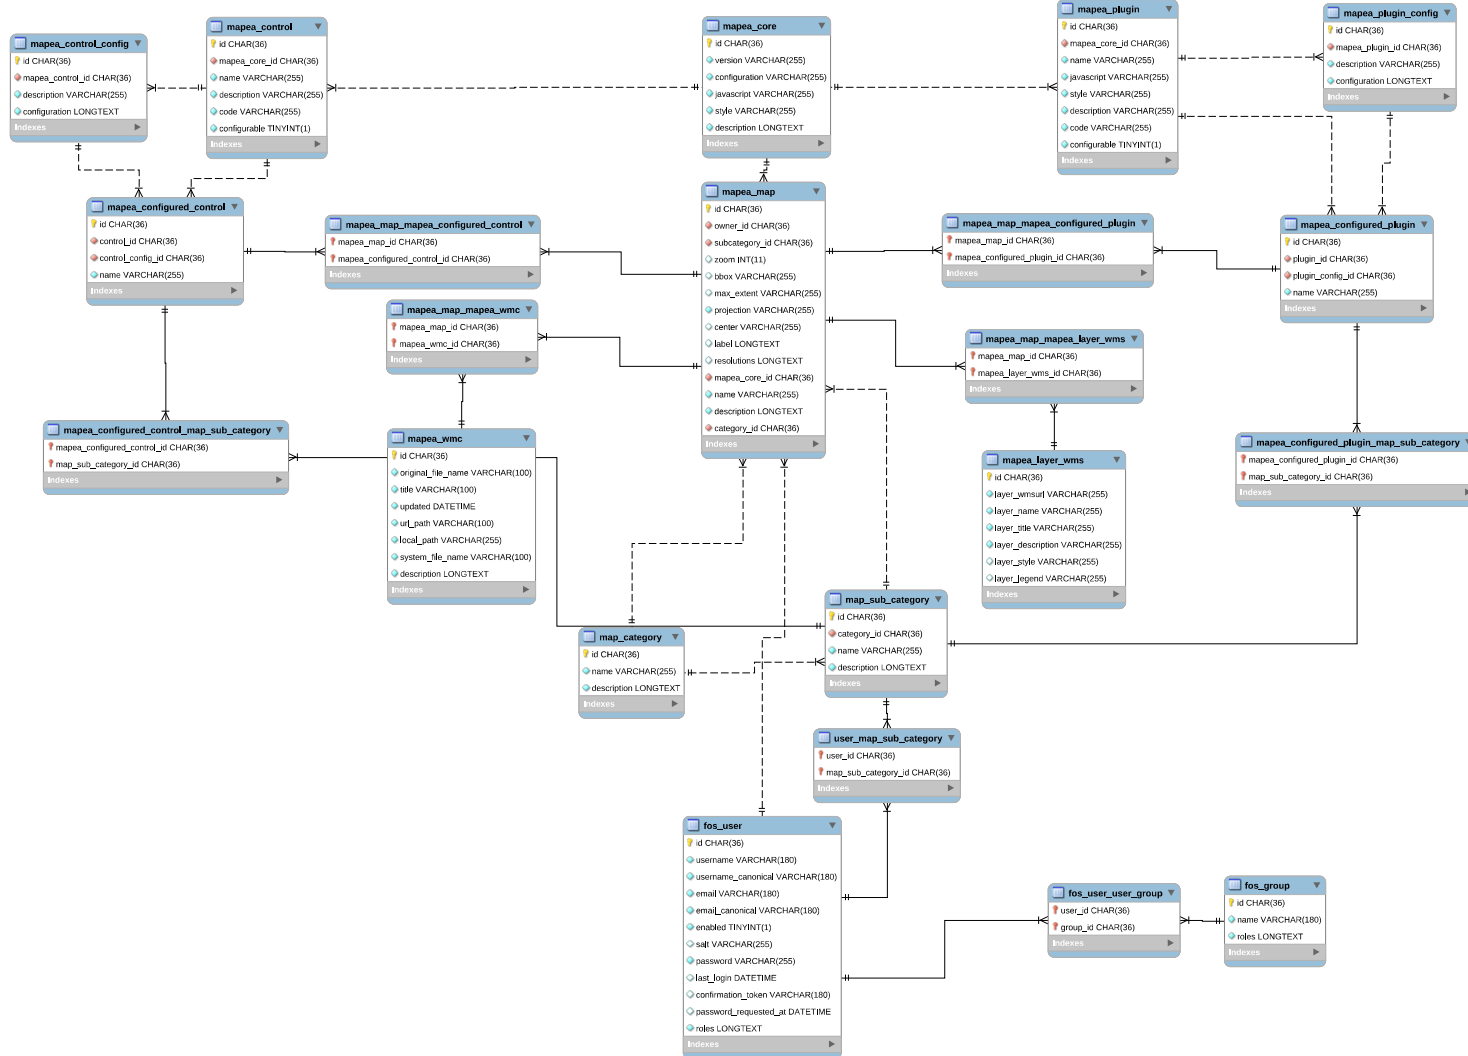 mapea_control_config
id CHAR(36)
mapea_control_id CHAR(36)
description VARCHAR(255)
configuration LONGTEXT
Indexes
mapea_control
id CHAR(36)
mapea_core_id CHAR(36)
name VARCHAR(255)
description VARCHAR(255)
code VARCHAR(255)
configurable TINYINT(1)
Indexes
mapea_core
id CHAR(36)
version VARCHAR(255)
configuration VARCHAR(255)
javascript VARCHAR(255)
style VARCHAR(255)
description LONGTEXT
Indexes
mapea_plugin
id CHAR(36)
mapea_core_id CHAR(36)
name VARCHAR(255)
javascript VARCHAR(255)
style VARCHAR(255)
description VARCHAR(255)
code VARCHAR(255)
configurable TINYINT(1)
Indexes
mapea_plugin_config
id CHAR(36)
mapea_plugin_id CHAR(36)
description VARCHAR(255)
configuration LONGTEXT
Indexes
mapea_configured_control
id CHAR(36)
control_id CHAR(36)
control_config_id CHAR(36)
name VARCHAR(255)
Indexes
mapea_map_mapea_configured_control
mapea_map_id CHAR(36)
mapea_configured_control_id CHAR(36)
Indexes
mapea_map
id CHAR(36)
owner_id CHAR(36)
subcategory_id CHAR(36)
zoom INT(11)
bbox VARCHAR(255)
max_extent VARCHAR(255)
projection VARCHAR(255)
center VARCHAR(255)
label LONGTEXT
resolutions LONGTEXT
mapea_core_id CHAR(36)
name VARCHAR(255)
description LONGTEXT
category_id CHAR(36)
Indexes
mapea_map_mapea_configured_plugin
mapea_map_id CHAR(36)
mapea_configured_plugin_id CHAR(36)
Indexes
mapea_configured_plugin
id CHAR(36)
plugin_id CHAR(36)
plugin_config_id CHAR(36)
name VARCHAR(255)
Indexes
mapea_map_mapea_wmc
mapea_map_id CHAR(36)
mapea_wmc_id CHAR(36)
Indexes
mapea_map_mapea_layer_wms
mapea_map_id CHAR(36)
mapea_layer_wms_id CHAR(36)
Indexes
mapea_configured_control_map_sub_category
mapea_configured_control_id CHAR(36)
map_sub_category_id CHAR(36)
Indexes
mapea_wmc
id CHAR(36)
original_file_name VARCHAR(100)
title VARCHAR(100)
updated DATETIME
url_path VARCHAR(100)
local_path VARCHAR(255)
system_file_name VARCHAR(100)
description LONGTEXT
Indexes
mapea_layer_wms
id CHAR(36)
layer_wmsurl VARCHAR(255)
layer_name VARCHAR(255)
layer_title VARCHAR(255)
layer_description VARCHAR(255)
layer_style VARCHAR(255)
layer_legend VARCHAR(255)
Indexes
mapea_configured_plugin_map_sub_category
mapea_configured_plugin_id CHAR(36)
map_sub_category_id CHAR(36)
Indexes
map_category
id CHAR(36)
name VARCHAR(255)
description LONGTEXT
Indexes
map_sub_category
id CHAR(36)
category_id CHAR(36)
name VARCHAR(255)
description LONGTEXT
Indexes
user_map_sub_category
user_id CHAR(36)
map_sub_category_id CHAR(36)
Indexes
fos_user
id CHAR(36)
username VARCHAR(180)
username_canonical VARCHAR(180)
email VARCHAR(180)
email_canonical VARCHAR(180)
enabled TINYINT(1)
salt VARCHAR(255)
password VARCHAR(255)
last_login DATETIME
confirmation_token VARCHAR(180)
password_requested_at DATETIME
roles LONGTEXT
Indexes
fos_user_user_group
user_id CHAR(36)
group_id CHAR(36)
Indexes
fos_group
id CHAR(36)
name VARCHAR(180)
roles LONGTEXT
Indexes